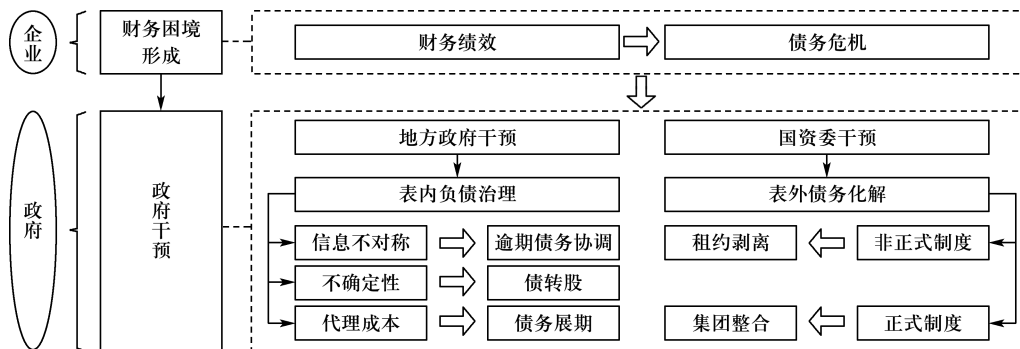 企业
财务困境
形成
财务绩效
债务危机
政府
政府干预
地方政府干预
国资委干预
表内负债治理
表外债务化解
信息不对称
逾期债务协调
租约剥离
非正式制度
不确定性
债转股
代理成本
债务展期
集团整合
正式制度